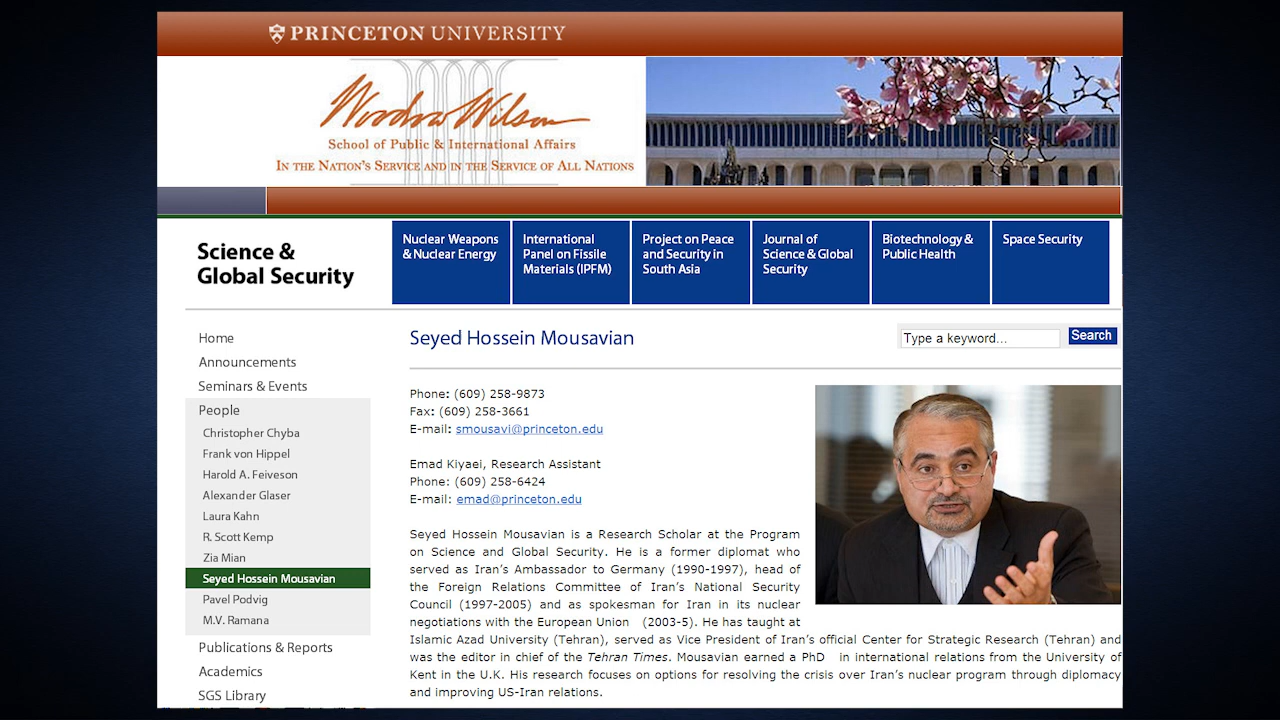 PRINCETON UNIVERSITY
Woodrow Wilson
School of Public & International Affairs
In the Nation's Service and in the Service of All Nations
Science &
Global Security
Nuclear Weapons
& Nuclear Energy
International
Panel on Fissile
Materials (IPFM)
Project on Peace
and Security in
South Asia
Journal of
Science & Global
Security
Biotechnology &
Public Health
Space Security
Home
Announcements
Seminars & Events
People
Christopher Chyba
Frank von Hippel
Harold A. Feiveson
Alexander Glaser
Laura Kahn
R. Scott Kemp
Zia Mian
Seyed Hossein Mousavian
Pavel Podvig
M.V. Ramana
Publications & Reports
Academics
SGS Library
Seyed Hossein Mousavian
Type a keyword...
Search
Phone: (609) 258-9873
Fax: (609) 258-3661
E-mail: smousavi@princeton.edu
Emad Kiyaei, Research Assistant
Phone: (609) 258-6424
E-mail: emad@princeton.edu
Seyed Hossein Mousavian is a Research Scholar at the Program
on Science and Global Security. He is a former diplomat who
served as Iran's Ambassador to Germany (1990-1997), head of
the Foreign Relations Committee of Iran's National Security
Council (1997-2005) and as spokesman for Iran in its nuclear
negotiations with the European Union (2003-5). He has taught at
Islamic Azad University (Tehran), served as Vice President of Iran's official Center for Strategic Research (Tehran) and
was the editor in chief of the Tehran Times. Mousavian earned a PhD in international relations from the University of
Kent in the U.K. His research focuses on options for resolving the crisis over Iran's nuclear program through diplomacy
and improving US-Iran relations.